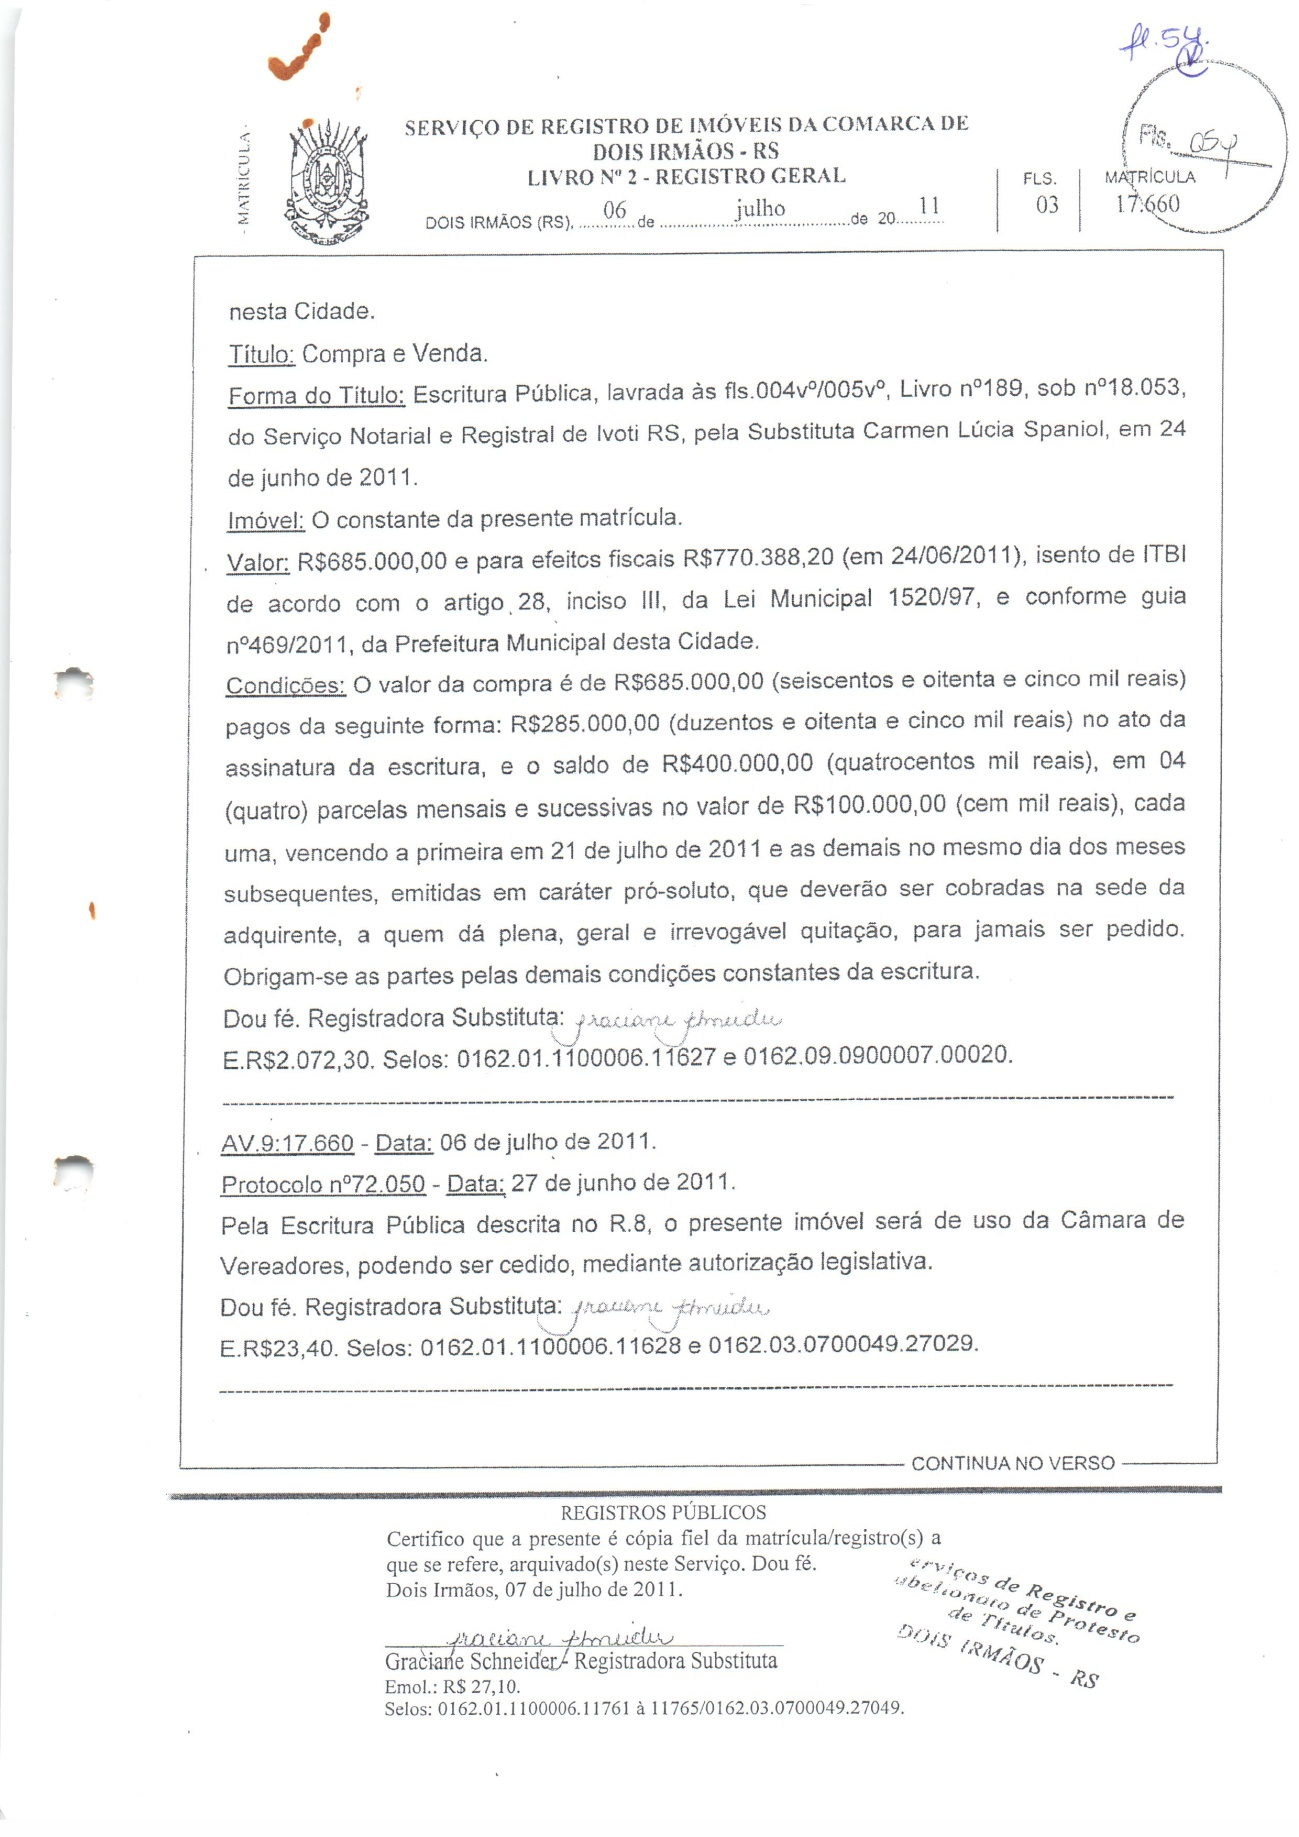 fl.54.
V
Fls. 054
- MATRÍCULA -
SERVIÇO DE REGISTRO DE IMÓVEIS DA COMARCA DE
DOIS IRMÃOS - RS
LIVRO Nº 2 - REGISTRO GERAL
DOIS IRMÃOS (RS), 06 de julho de 20 11
FLS.
03
MATRÍCULA
17.660
nesta Cidade.
Título: Compra e Venda.
Forma do Título: Escritura Pública, lavrada às fls.004vº/005vº, Livro nº189, sob nº18.053,
do Serviço Notarial e Registral de Ivoti RS, pela Substituta Carmen Lúcia Spaniol, em 24
de junho de 2011.
Imóvel: O constante da presente matrícula.
Valor: R$685.000,00 e para efeitos fiscais R$770.388,20 (em 24/06/2011), isento de ITBI
de acordo com o artigo 28, inciso III, da Lei Municipal 1520/97, e conforme guia
nº469/2011, da Prefeitura Municipal desta Cidade.
Condições: O valor da compra é de R$685.000,00 (seiscentos e oitenta e cinco mil reais)
pagos da seguinte forma: R$285.000,00 (duzentos e oitenta e cinco mil reais) no ato da
assinatura da escritura, e o saldo de R$400.000,00 (quatrocentos mil reais), em 04
(quatro) parcelas mensais e sucessivas no valor de R$100.000,00 (cem mil reais), cada
uma, vencendo a primeira em 21 de julho de 2011 e as demais no mesmo dia dos meses
subsequentes, emitidas em caráter pró-soluto, que deverão ser cobradas na sede da
adquirente, a quem dá plena, geral e irrevogável quitação, para jamais ser pedido.
Obrigam-se as partes pelas demais condições constantes da escritura.
Dou fé. Registradora Substituta: Graciane Schneider
E.R$2.072,30. Selos: 0162.01.1100006.11627 e 0162.09.0900007.00020.
AV.9:17.660 - Data: 06 de julho de 2011.
Protocolo nº72.050 - Data: 27 de junho de 2011.
Pela Escritura Pública descrita no R.8, o presente imóvel será de uso da Câmara de
Vereadores, podendo ser cedido, mediante autorização legislativa.
Dou fé. Registradora Substituta: Graciane Schneider
E.R$23,40. Selos: 0162.01.1100006.11628 e 0162.03.0700049.27029.
CONTINUA NO VERSO
REGISTROS PÚBLICOS
Certifico que a presente é cópia fiel da matrícula/registro(s) a
que se refere, arquivado(s) neste Serviço. Dou fé.
Dois Irmãos, 07 de julho de 2011.
Graciane Schneider
Graciane Schneider - Registradora Substituta
Emol.: R$ 27,10.
Selos: 0162.01.1100006.11761 à 11765/0162.03.0700049.27049.
erviços de Registro e
abelionato de Protesto
de Títulos.
DOIS IRMÃOS - RS